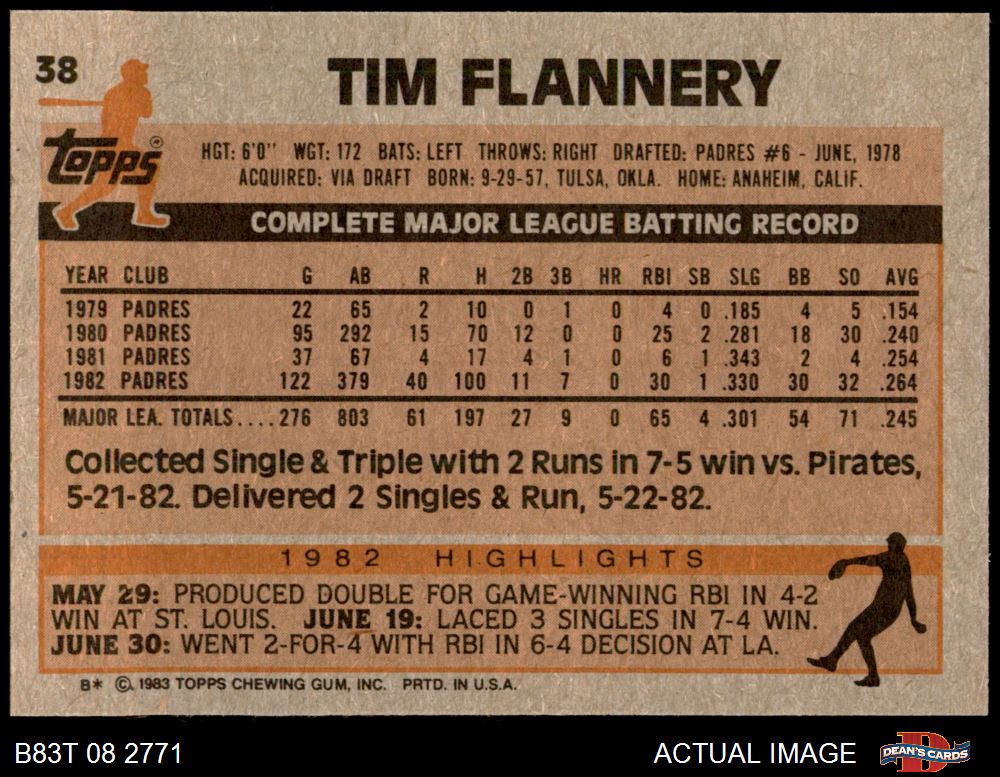 38
TIM FLANNERY
Topps®
HGT: 6'0" WGT: 172 BATS: LEFT THROWS: RIGHT DRAFTED: PADRES #6 - JUNE, 1978
ACQUIRED: VIA DRAFT BORN: 9-29-57, TULSA, OKLA. HOME: ANAHEIM, CALIF.
COMPLETE MAJOR LEAGUE BATTING RECORD
YEAR CLUB G AB R H 2B 3B HR RBI SB SLG BB SO AVG
1979 PADRES 22 65 2 10 0 1 0 4 0 .185 4 5 .154
1980 PADRES 95 292 15 70 12 0 0 25 2 .281 18 30 .240
1981 PADRES 37 67 4 17 4 1 0 6 1 .343 2 4 .254
1982 PADRES 122 379 40 100 11 7 0 30 1 .330 30 32 .264
MAJOR LEA. TOTALS....276 803 61 197 27 9 0 65 4 .301 54 71 .245
Collected Single & Triple with 2 Runs in 7-5 win vs. Pirates,
5-21-82. Delivered 2 Singles & Run, 5-22-82.
1982 HIGHLIGHTS
MAY 29: PRODUCED DOUBLE FOR GAME-WINNING RBI IN 4-2
WIN AT ST. LOUIS. JUNE 19: LACED 3 SINGLES IN 7-4 WIN.
JUNE 30: WENT 2-FOR-4 WITH RBI IN 6-4 DECISION AT LA.
B* © 1983 TOPPS CHEWING GUM, INC. PRTD. IN U.S.A.
B83T 08 2771
ACTUAL IMAGE
DEAN'S CARDS